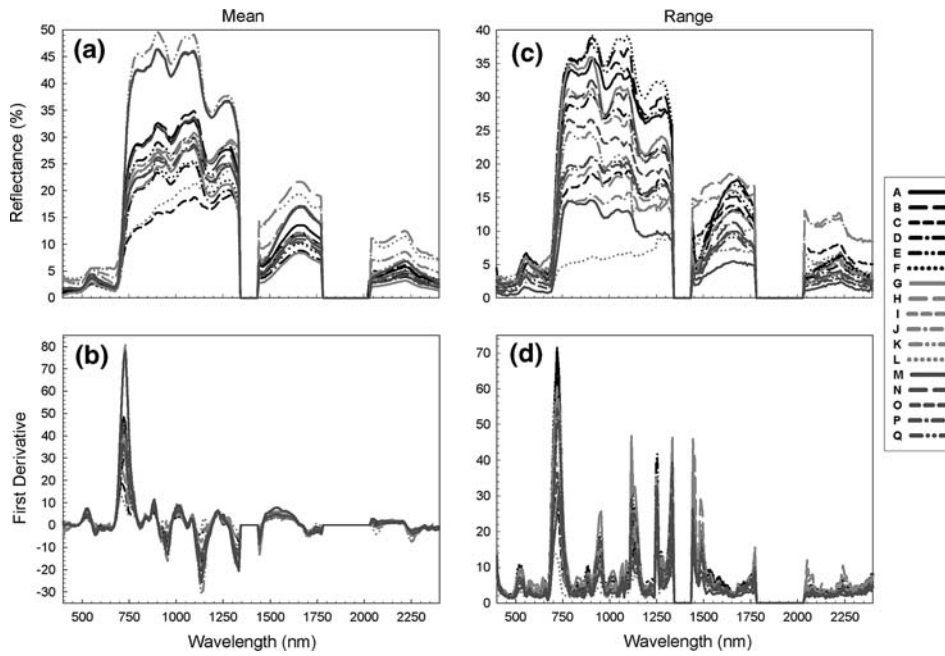 Mean
Range
(a)
50
45
40
35
30
25
20
15
10
5
0
Reflectance (%)
(c)
40
35
30
25
20
15
10
5
0
(b)
80
70
60
50
40
30
20
10
0
-10
-20
-30
First Derivative
500 750 1000 1250 1500 1750 2000 2250
Wavelength (nm)
(d)
70
60
50
40
30
20
10
0
500 750 1000 1250 1500 1750 2000 2250
Wavelength (nm)
A
B
C
D
E
F
G
H
I
J
K
L
M
N
O
P
Q